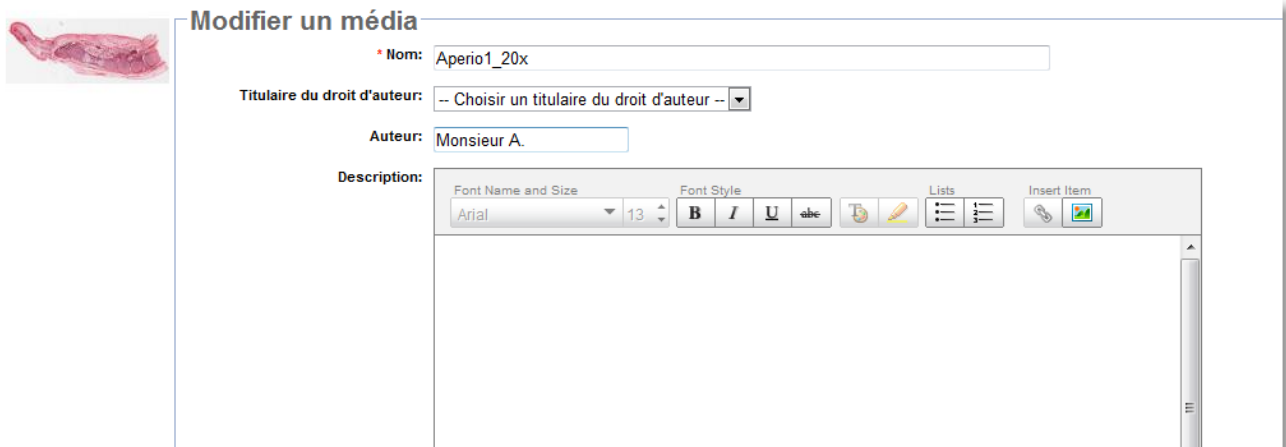 Modifier un média
* Nom: Aperio1_20x
Titulaire du droit d'auteur: -- Choisir un titulaire du droit d'auteur --
Auteur: Monsieur A.
Description:
Font Name and Size Font Style Lists Insert Item
Arial 13 B I U abc T